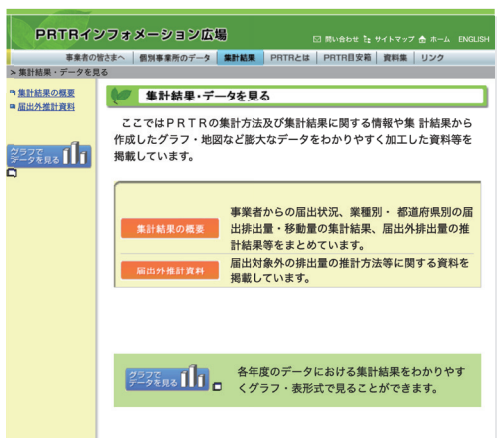 PRTRインフォメーション広場
問い合わせ サイトマップ ホーム ENGLISH
事業者の皆さまへ 個別事業所のデータ 集計結果 PRTRとは PRTR目安箱 資料集 リンク
> 集計結果・データを見る
集計結果の概要
届出外推計資料
グラフで
データを見る
集計結果・データを見る
ここではＰＲＴＲの集計方法及び集計結果に関する情報や集 計結果から
作成したグラフ・地図など膨大なデータをわかりやすく加工した資料等を
掲載しています。
集計結果の概要
事業者からの届出状況、業種別・ 都道府県別の届
出排出量・移動量の集計結果、届出外排出量の推
計結果等をまとめています。
届出外推計資料
届出対象外の排出量の推計方法等に関する資料を
掲載しています。
グラフで
データを見る
各年度のデータにおける集計結果をわかりやす
くグラフ・表形式で見ることができます。